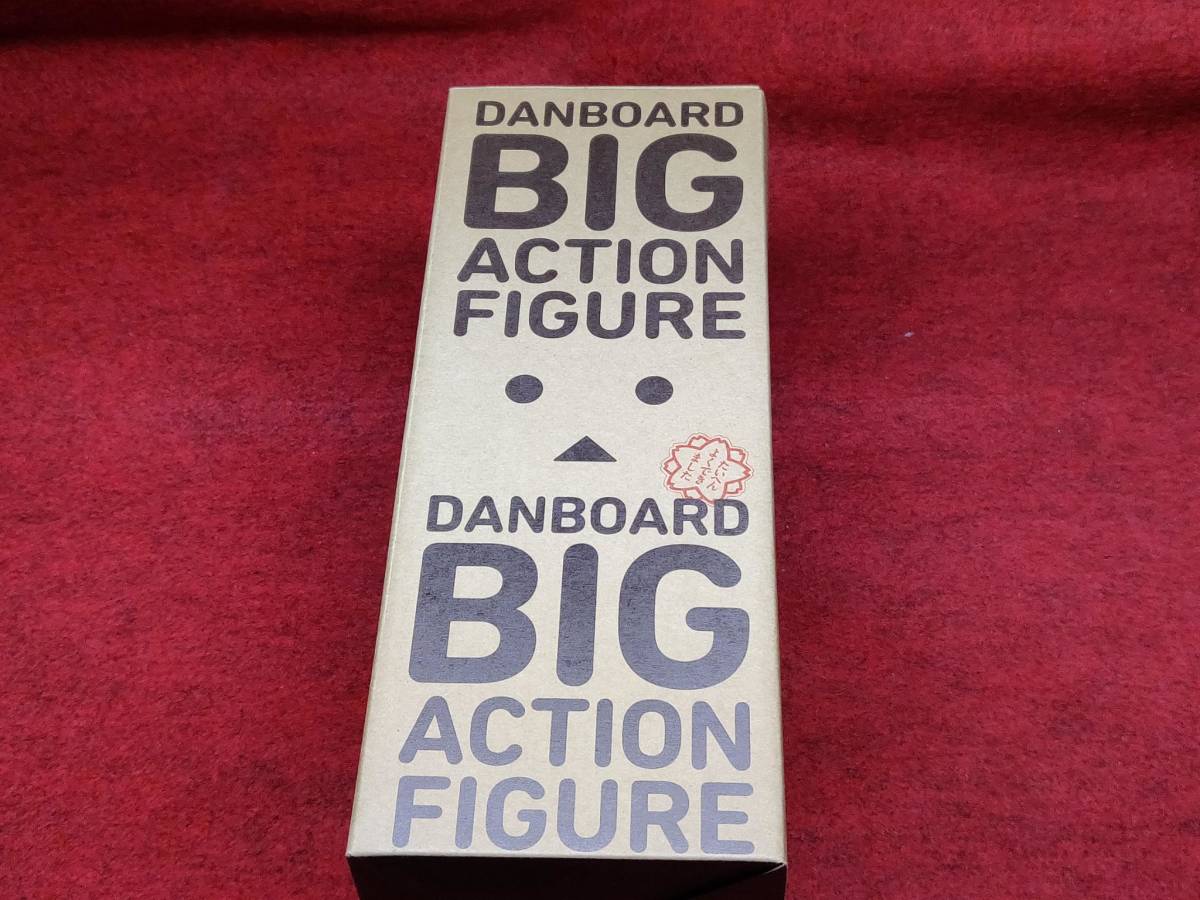 DANBOARD
BIG
ACTION
FIGURE
たいへん
よくでき
ました
DANBOARD
BIG
ACTION
FIGURE